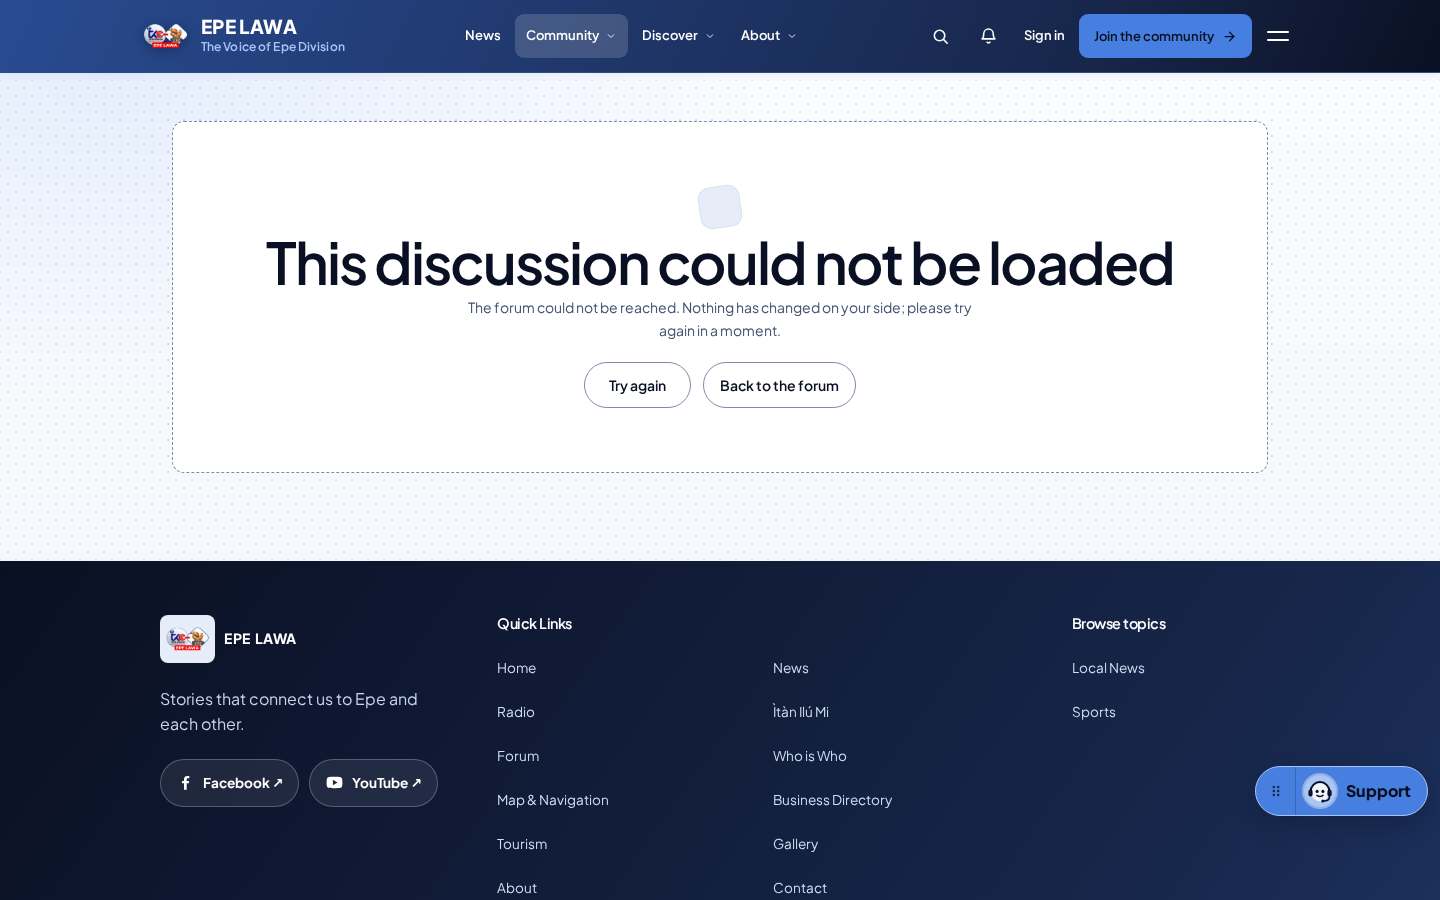 EPE LAWA
The Voice of Epe Division
News
Community
Discover
About
Sign in
Join the community
This discussion could not be loaded
The forum could not be reached. Nothing has changed on your side; please try
again in a moment.
Try again
Back to the forum
EPE LAWA
EPE LAWA
Stories that connect us to Epe and
each other.
Facebook ↗
YouTube ↗
Quick Links
Home
News
Radio
Ìtàn Ilú Mi
Forum
Who is Who
Map & Navigation
Business Directory
Tourism
Gallery
About
Contact
Browse topics
Local News
Sports
Support